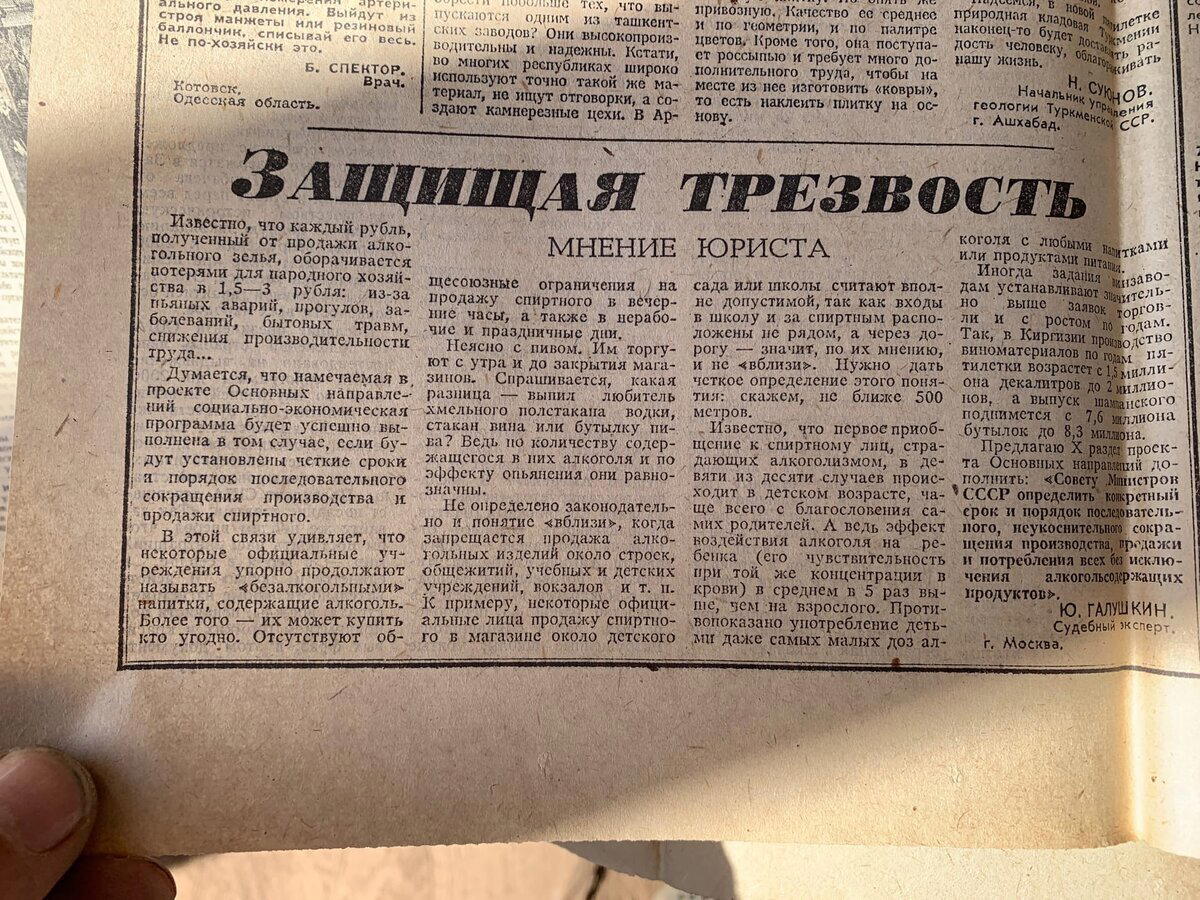 ального давления. Выйдут из
строя манжеты или резиновый
баллончик, списывай его весь.
Не по-хозяйски это.
Б. СПЕКТОР.
Врач.
Котовск,
Одесская область.
пускаются одним из ташкент-
ских заводов? Они высокопроиз-
водительны и надежны. Кстати,
во многих республиках широко
используют точно такой же ма-
териал, не ищут отговорки, а со-
здают камнерезные цехи. В Ар-
привозную. Качество ее среднее
и по геометрии, и по палитре
цветов. Кроме того, она поступа-
ет россыпью и требует много до-
полнительного труда, чтобы на
месте из нее изготовить «ковры»,
то есть наклеить плитку на ос-
нову.
Надеемся, в новой пятилетке
природная кладовая Туркмении
наконец-то будет
дость человеку,
нашу жизнь.
Н. СУЮНОВ.
Начальник управления
геологии Туркменской ССР.
г. Ашхабад.
ЗАЩИЩАЯ ТРЕЗВОСТЬ
МНЕНИЕ ЮРИСТА
Известно, что каждый рубль,
полученный от продажи алко-
гольного зелья, оборачивается
потерями для народного хозяй-
ства в 1,5—3 рубля: из-за
пьяных аварий, прогулов, за-
болеваний, бытовых травм,
снижения производительности
труда...
Думается, что намечаемая в
проекте Основных направле-
ний социально-экономическая
программа будет успешно вы-
полнена в том случае, если бу-
дут установлены четкие сроки
и порядок последовательного
сокращения производства и
продажи спиртного.
В этой связи удивляет, что
некоторые официальные уч-
реждения упорно продолжают
называть «безалкогольными»
напитки, содержащие алкоголь.
Более того — их может купить
кто угодно. Отсутствуют об-
щесоюзные ограничения на
продажу спиртного в вечер-
ние часы, а также в нерабо-
чие и праздничные дни.
Неясно с пивом. Им торгу-
ют с утра и до закрытия мага-
зинов. Спрашивается, какая
разница — выпил любитель
хмельного полстакана водки,
стакан вина или бутылку пи-
ва? Ведь по количеству содер-
жащегося в них алкоголя и по
эффекту опьянения они равно-
значны.
Не определено законодатель-
но и понятие «вблизи», когда
запрещается продажа алко-
гольных изделий около строек,
общежитий, учебных и детских
учреждений, вокзалов и т. п.
К примеру, некоторые офици-
альные лица продажу спиртно-
го в магазине около детского
сада или школы считают впол-
не допустимой, так как входы
в школу и за спиртным распо-
ложены не рядом, а через до-
рогу — значит, по их мнению,
и не «вблизи». Нужно дать
четкое определение этого поня-
тия: скажем, не ближе 500
метров.
Известно, что первое приоб-
щение к спиртному лиц, стра-
дающих алкоголизмом, в де-
вяти из десяти случаев проис-
ходит в детском возрасте, ча-
ще всего с благословения са-
мих родителей. А ведь эффект
воздействия алкоголя на ре-
бенка (его чувствительность
при той же концентрации в
крови) в среднем в 5 раз вы-
ше, чем на взрослого. Проти-
вопоказано употребление деть-
ми даже самых малых доз ал-
коголя с любыми напитками
или продуктами питания.
Иногда задания винзаво-
дам устанавливают значитель-
но выше заявок торгов-
ли и с ростом по годам.
Так, в Киргизии производство
виноматериалов по годам пя-
тилетки возрастет с 1,5 милли-
она декалитров до 2 миллио-
нов, а выпуск шампанского
поднимется с 7,6 миллиона
бутылок до 8,3 миллиона.
Предлагаю X раздел проек-
та Основных направлений до-
полнить: «Совету Министров
СССР определить конкретный
срок и порядок последователь-
ного, неукоснительного сокра-
щения производства, продажи
и потребления всех без исклю-
чения алкогольсодержащих
продуктов».
Ю. ГАЛУШКИН.
Судебный эксперт.
г. Москва.